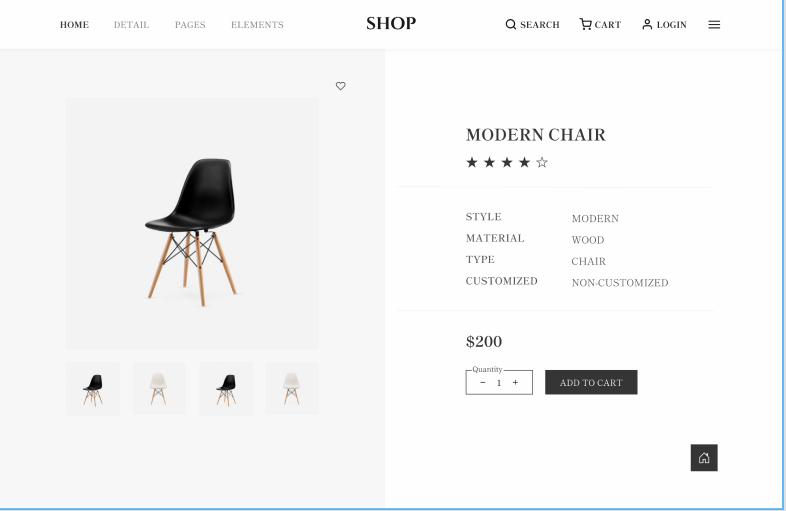 HOME DETAIL PAGES ELEMENTS SHOP SEARCH CART LOGIN
MODERN CHAIR
STYLE MODERN
MATERIAL WOOD
TYPE CHAIR
CUSTOMIZED NON-CUSTOMIZED
$200
Quantity
− 1 + ADD TO CART